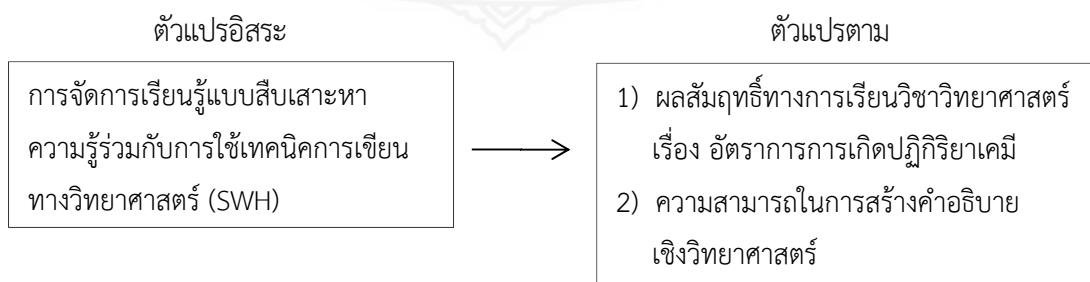 ตัวแปรอิสระ
การจัดการเรียนรู้แบบสืบเสาะหา
ความรู้ร่วมกับการใช้เทคนิคการเขียน
ทางวิทยาศาสตร์ (SWH)
ตัวแปรตาม
1) ผลสัมฤทธิ์ทางการเรียนวิชาวิทยาศาสตร์
เรื่อง อัตราการการเกิดปฏิกิริยาเคมี
2) ความสามารถในการสร้างคำอธิบาย
เชิงวิทยาศาสตร์